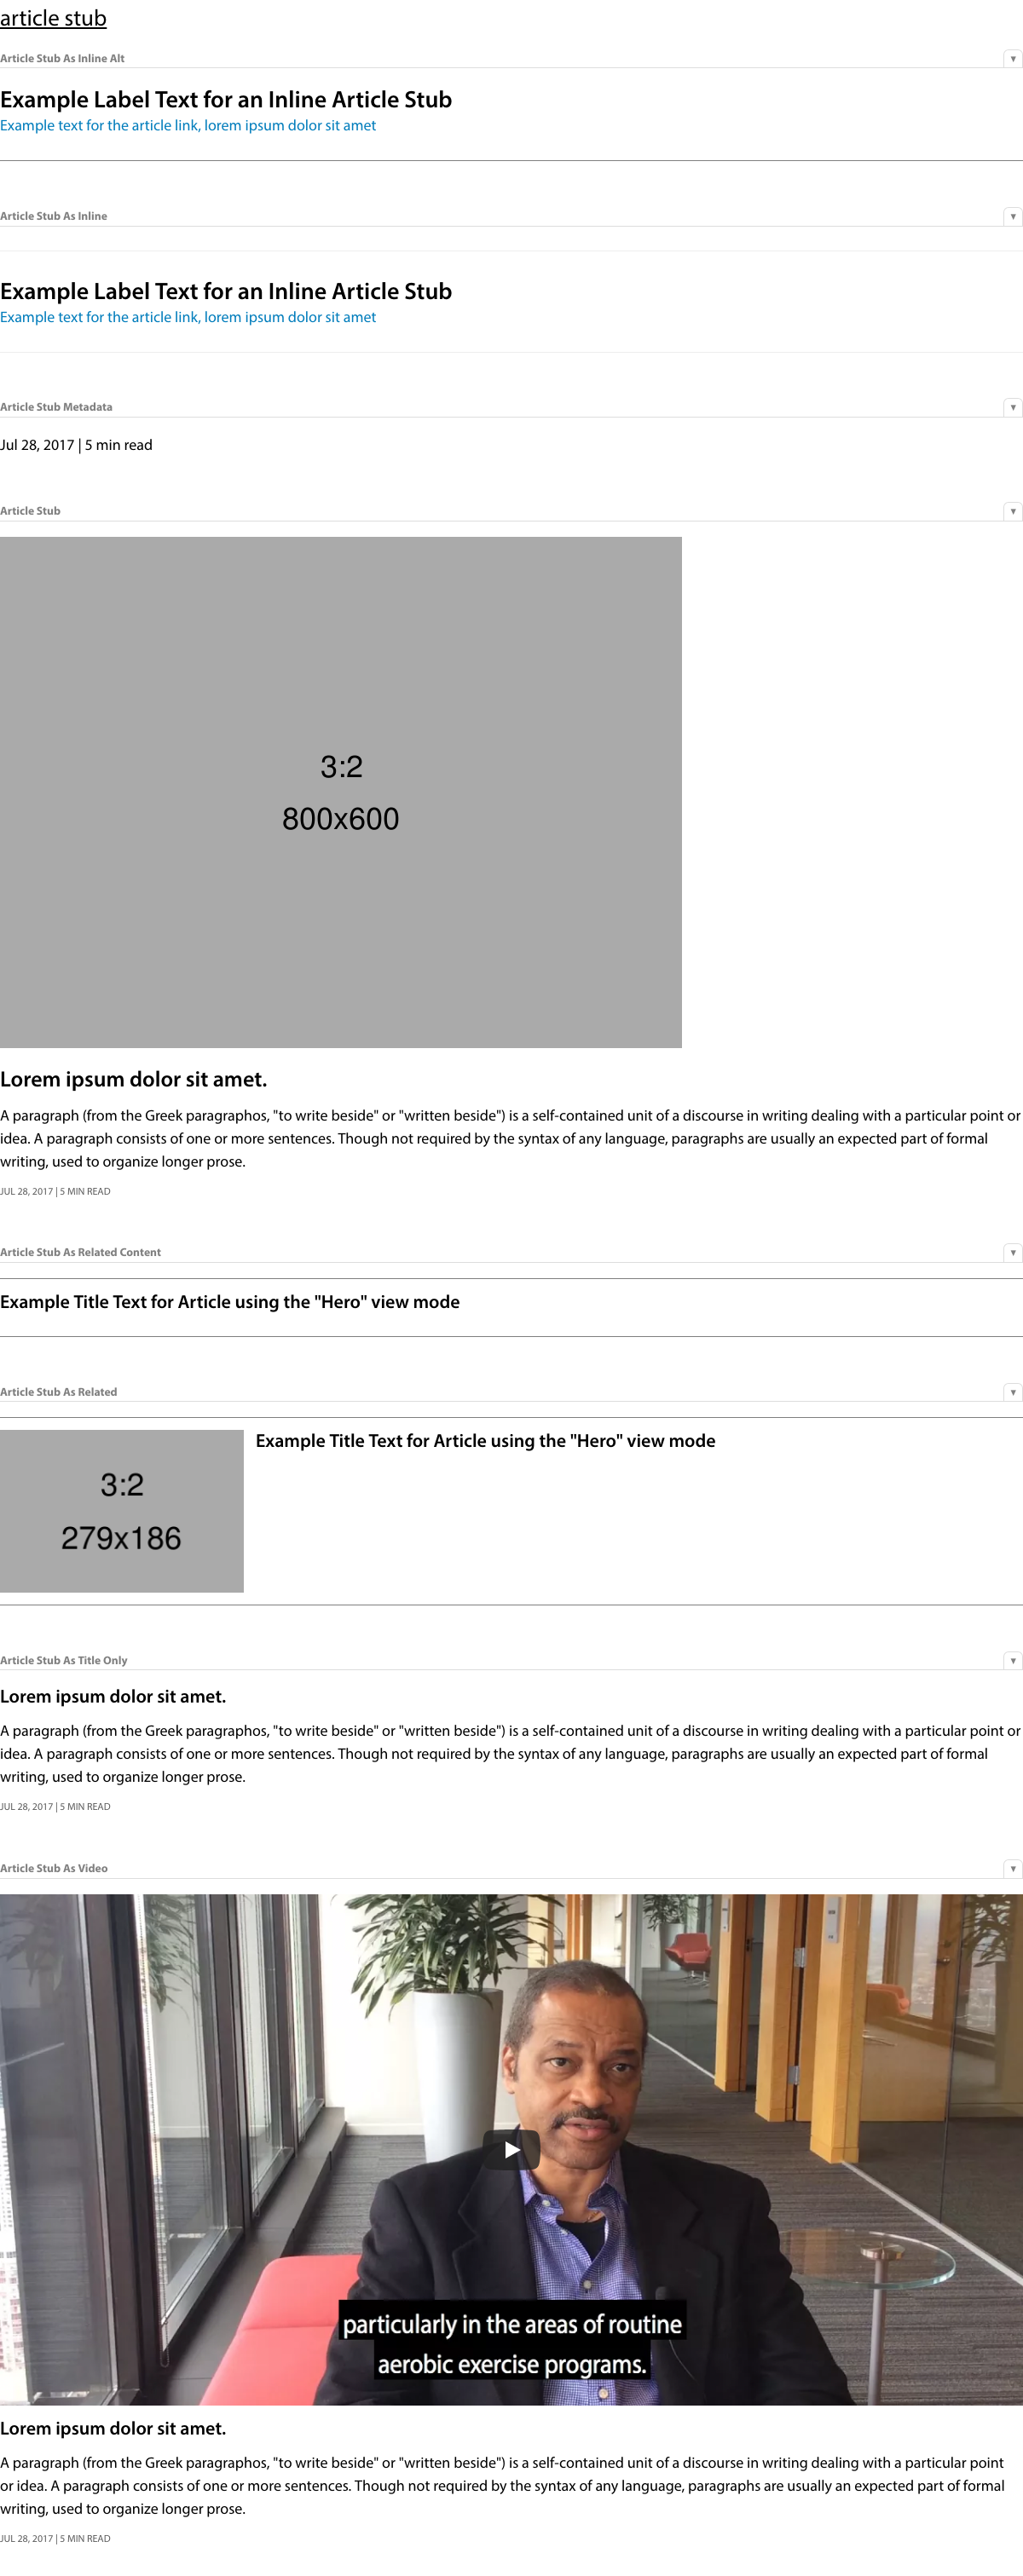 article stub
Article Stub As Inline Alt
▼
Example Label Text for an Inline Article Stub
Example text for the article link, lorem ipsum dolor sit amet
Article Stub As Inline
▼
Example Label Text for an Inline Article Stub
Example text for the article link, lorem ipsum dolor sit amet
Article Stub Metadata
▼
Jul 28, 2017 | 5 min read
Article Stub
▼
3:2
800x600
Lorem ipsum dolor sit amet.
A paragraph (from the Greek paragraphos, "to write beside" or "written beside") is a self-contained unit of a discourse in writing dealing with a particular point or
idea. A paragraph consists of one or more sentences. Though not required by the syntax of any language, paragraphs are usually an expected part of formal
writing, used to organize longer prose.
JUL 28, 2017 | 5 MIN READ
Article Stub As Related Content
▼
Example Title Text for Article using the "Hero" view mode
Article Stub As Related
▼
Example Title Text for Article using the "Hero" view mode
3:2
279x186
Article Stub As Title Only
▼
Lorem ipsum dolor sit amet.
A paragraph (from the Greek paragraphos, "to write beside" or "written beside") is a self-contained unit of a discourse in writing dealing with a particular point or
idea. A paragraph consists of one or more sentences. Though not required by the syntax of any language, paragraphs are usually an expected part of formal
writing, used to organize longer prose.
JUL 28, 2017 | 5 MIN READ
Article Stub As Video
▼
particularly in the areas of routine
aerobic exercise programs.
Lorem ipsum dolor sit amet.
A paragraph (from the Greek paragraphos, "to write beside" or "written beside") is a self-contained unit of a discourse in writing dealing with a particular point
or idea. A paragraph consists of one or more sentences. Though not required by the syntax of any language, paragraphs are usually an expected part of formal
writing, used to organize longer prose.
JUL 28, 2017 | 5 MIN READ